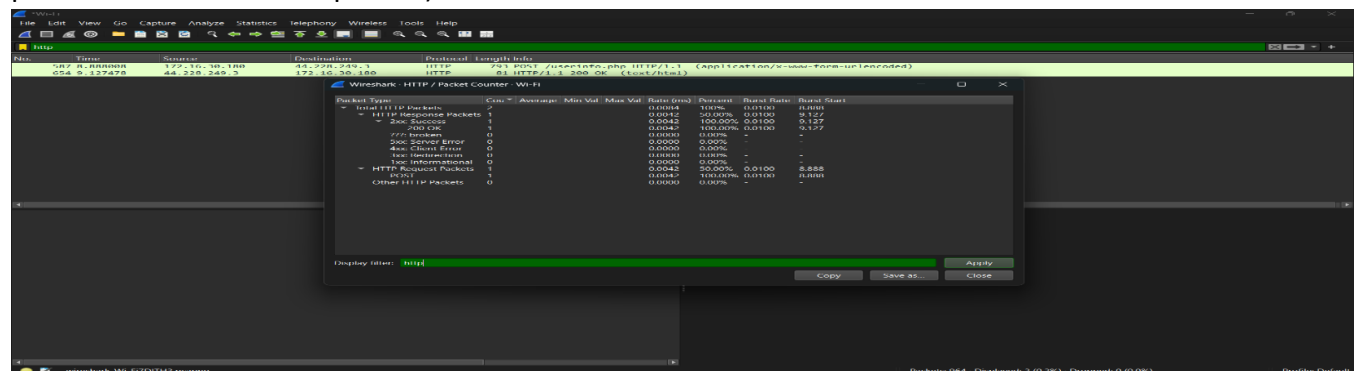 *Wi-Fi
File Edit View Go Capture Analyze Statistics Telephony Wireless Tools Help
http
No. Time Source Destination Protocol Length Info
587 8.888008 172.16.30.180 44.228.249.3 HTTP 793 POST /userinfo.php HTTP/1.1 (application/x-www-form-urlencoded)
654 9.127478 44.228.249.3 172.16.30.180 HTTP 81 HTTP/1.1 200 OK (text/html)
Wireshark · HTTP / Packet Counter · Wi-Fi
Packet Type Cou Average Min Val Max Val Rate (ms) Percent Burst Rate Burst Start
Total HTTP Packets 2 0.0084 100% 0.0100 8.888
HTTP Response Packets 1 0.0042 50.00% 0.0100 9.127
2xx: Success 1 0.0042 100.00% 0.0100 9.127
200 OK 1 0.0042 100.00% 0.0100 9.127
???: broken 0 0.0000 0.00% - -
5xx: Server Error 0 0.0000 0.00% - -
4xx: Client Error 0 0.0000 0.00% - -
3xx: Redirection 0 0.0000 0.00% - -
1xx: Informational 0 0.0000 0.00% - -
HTTP Request Packets 1 0.0042 50.00% 0.0100 8.888
POST 1 0.0042 100.00% 0.0100 8.888
Other HTTP Packets 0 0.0000 0.00% - -
Display filter: http
Apply
Copy Save as... Close
Profile: Default